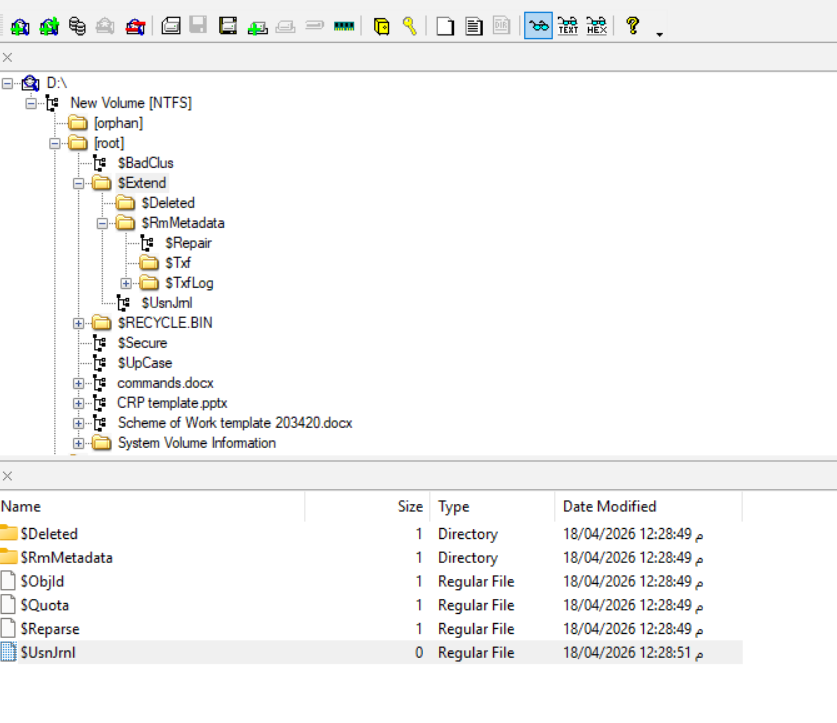 TEXT HEX
D:\
New Volume [NTFS]
[orphan]
[root]
$BadClus
$Extend
$Deleted
$RmMetadata
$Repair
$Txf
$TxfLog
$UsnJrnl
$RECYCLE.BIN
$Secure
$UpCase
commands.docx
CRP template.pptx
Scheme of Work template 203420.docx
System Volume Information
Name Size Type Date Modified
$Deleted 1 Directory 18/04/2026 12:28:49 م
$RmMetadata 1 Directory 18/04/2026 12:28:49 م
$ObjId 1 Regular File 18/04/2026 12:28:49 م
$Quota 1 Regular File 18/04/2026 12:28:49 م
$Reparse 1 Regular File 18/04/2026 12:28:49 م
$UsnJrnl 0 Regular File 18/04/2026 12:28:51 م